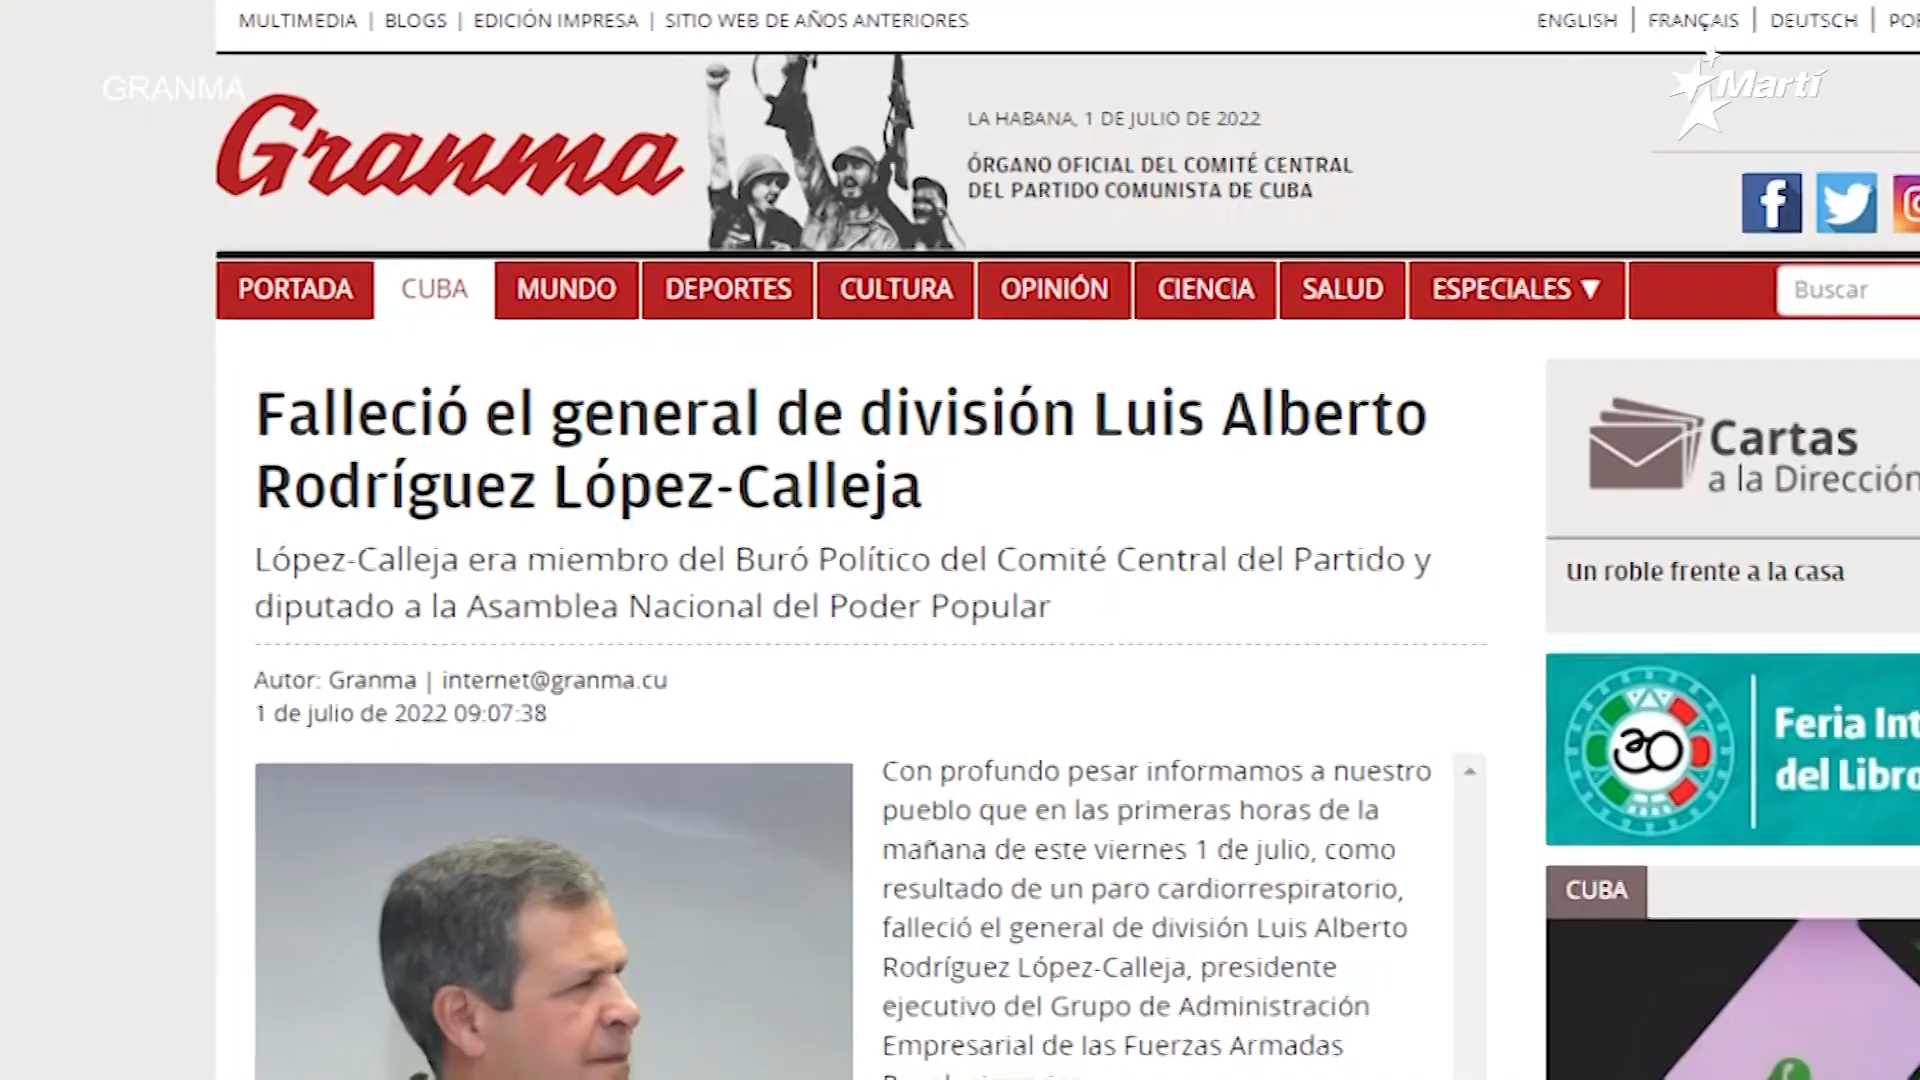 MULTIMEDIA | BLOGS | EDICIÓN IMPRESA | SITIO WEB DE AÑOS ANTERIORES
ENGLISH | FRANÇAIS | DEUTSCH |
GRANMA
Martí
Granma
LA HABANA, 1 DE JULIO DE 2022
ÓRGANO OFICIAL DEL COMITÉ CENTRAL
DEL PARTIDO COMUNISTA DE CUBA
PORTADA CUBA MUNDO DEPORTES CULTURA OPINIÓN CIENCIA SALUD ESPECIALES ▼ Buscar
Falleció el general de división Luis Alberto
Rodríguez López-Calleja
López-Calleja era miembro del Buró Político del Comité Central del Partido y
diputado a la Asamblea Nacional del Poder Popular
Autor: Granma | internet@granma.cu
1 de julio de 2022 09:07:38
Con profundo pesar informamos a nuestro
pueblo que en las primeras horas de la
mañana de este viernes 1 de julio, como
resultado de un paro cardiorrespiratorio,
falleció el general de división Luis Alberto
Rodríguez López-Calleja, presidente
ejecutivo del Grupo de Administración
Empresarial de las Fuerzas Armadas
Cartas
a la Dirección
Un roble frente a la casa
30
Feria Int
del Libro
CUBA